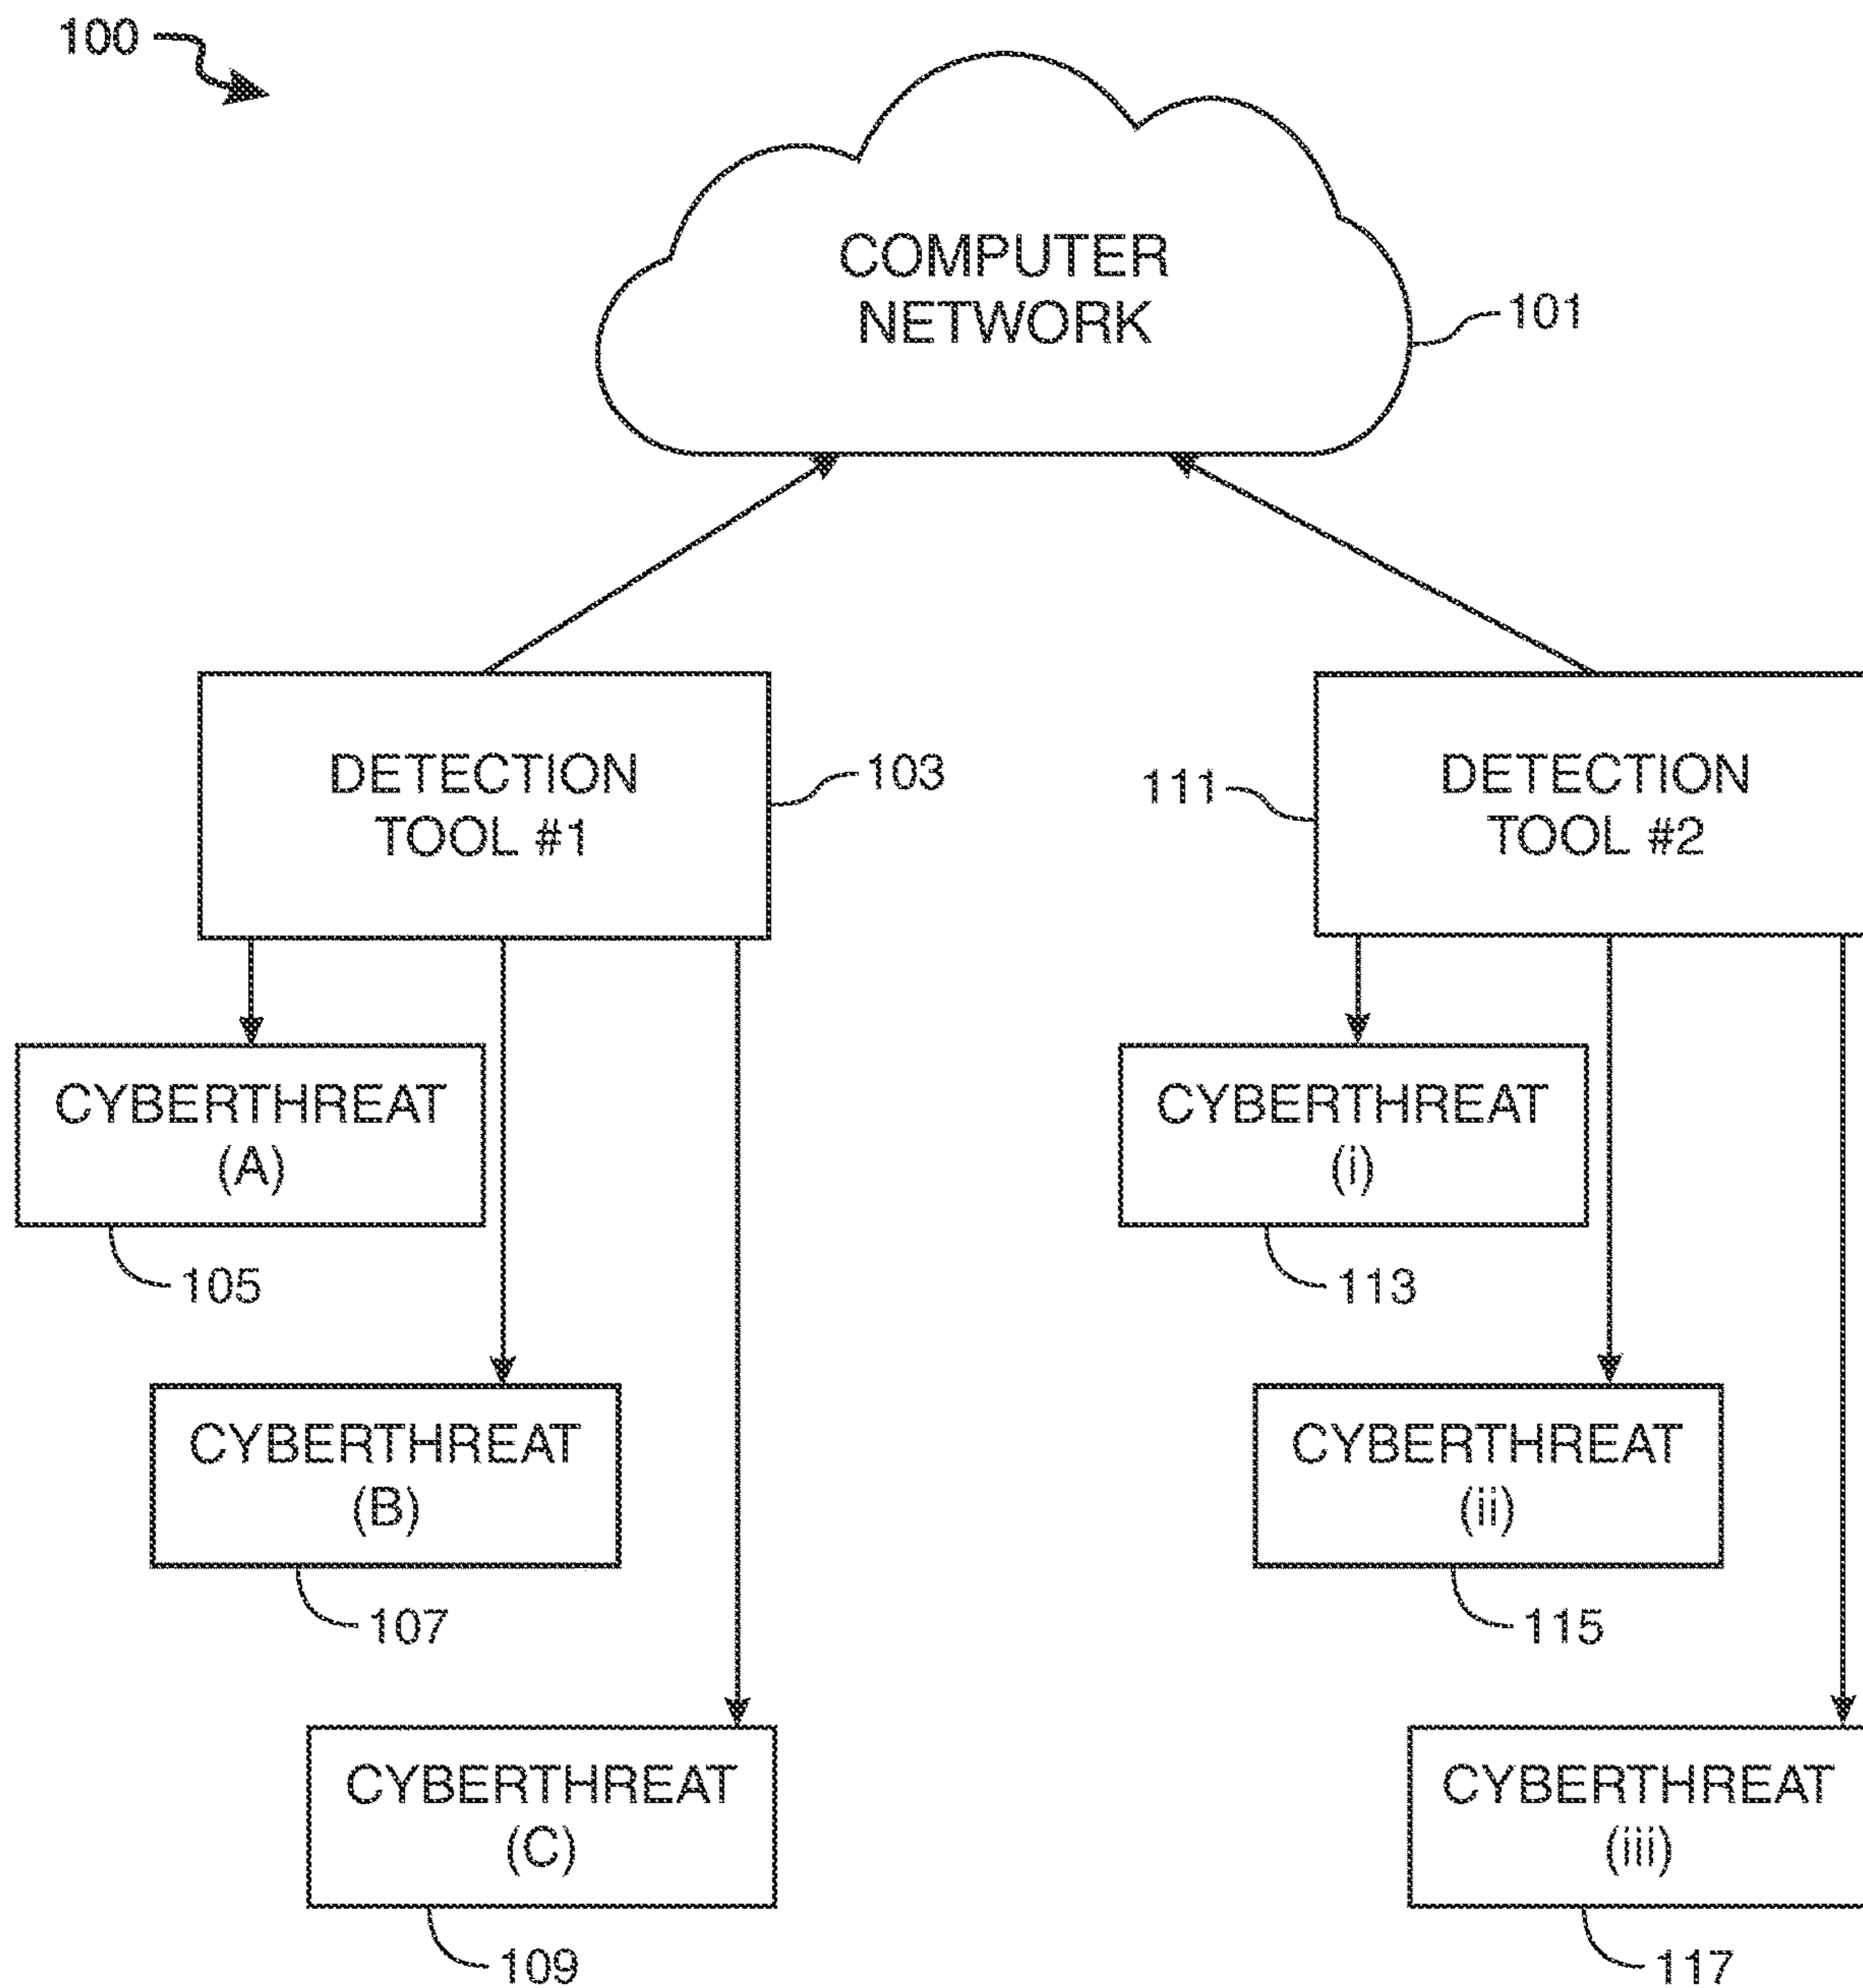 100
COMPUTER
NETWORK
101
DETECTION
TOOL #1
103
111
DETECTION
TOOL #2
CYBERTHREAT
(A)
105
CYBERTHREAT
(i)
113
CYBERTHREAT
(B)
107
CYBERTHREAT
(ii)
115
CYBERTHREAT
(C)
109
CYBERTHREAT
(iii)
117